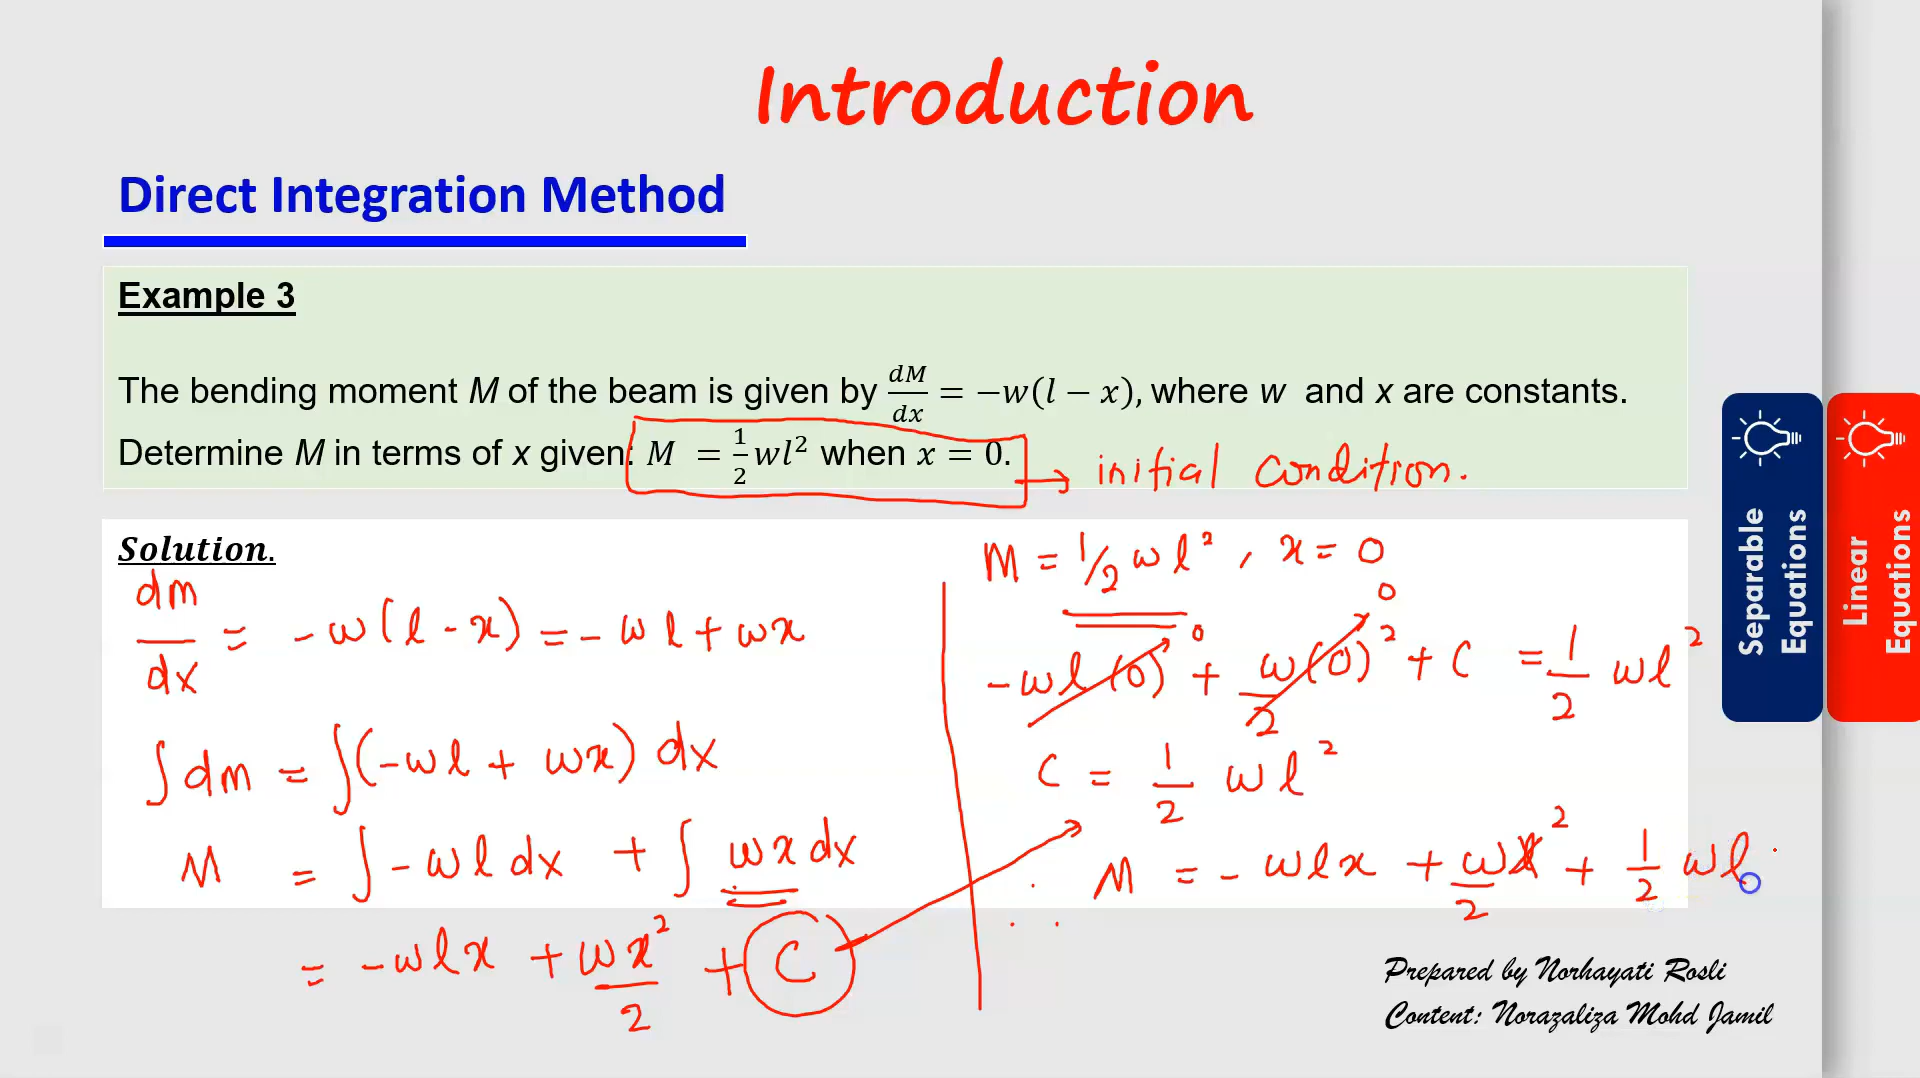 Introduction
Direct Integration Method
Example 3
The bending moment M of the beam is given by dM/dx = −w(l − x), where w and x are constants.
Determine M in terms of x given: M = 1/2 wl² when x = 0. → initial condition.
Solution.
dm/dx = -w(l - x) = - wl + wx
∫dm = ∫(-wl + wx) dx
M = ∫ - wl dx + ∫ wx dx
= -wlx + wx²/2 + C
M = 1/2 wl², x = 0
-wl(0) 0 + w(0)²/2 0 + C = 1/2 wl²
C = 1/2 wl²
∴ M = - wlx + wx²/2 + 1/2 wl
Separable Equations
Linear Equations
Prepared by Norhayati Rosli
Content: Norazaliza Mohd Jamil